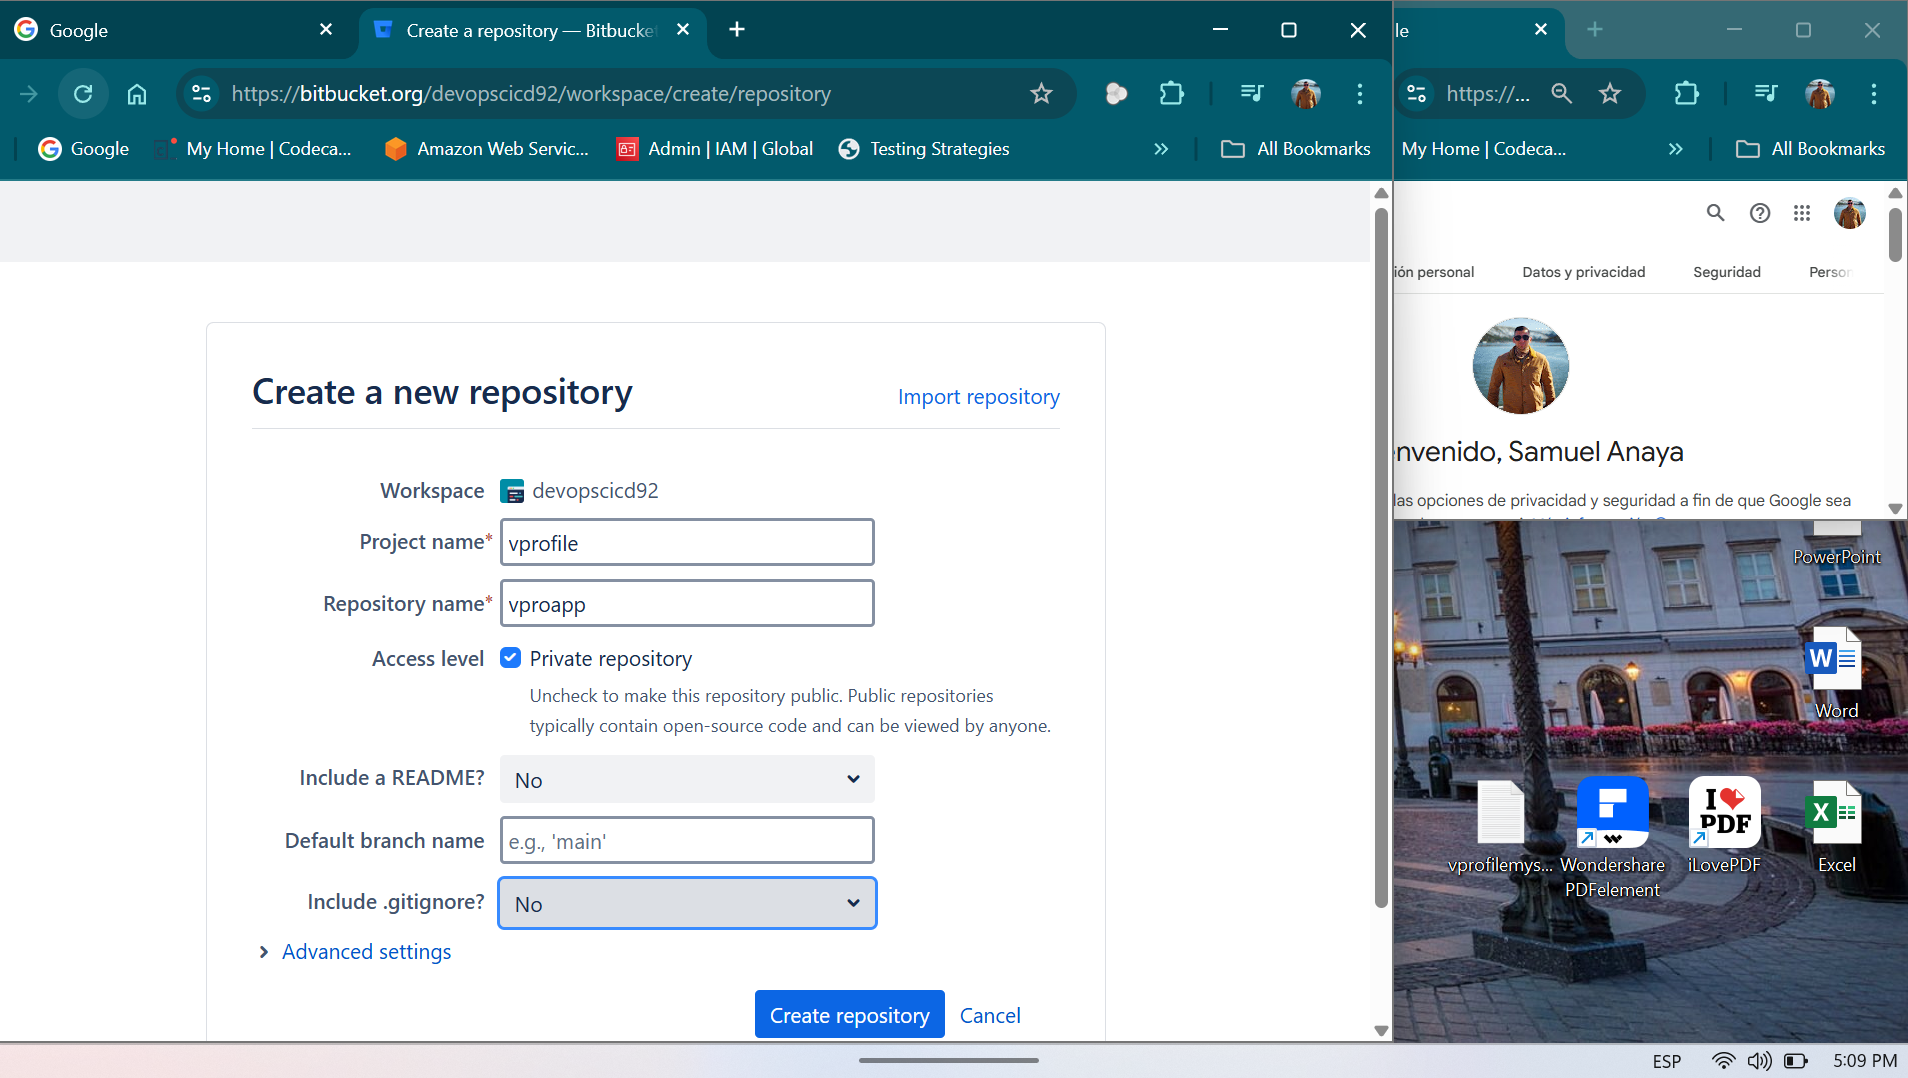 Google
Create a repository — Bitbucke
le
https://bitbucket.org/devopscicd92/workspace/create/repository
https://...
Google
My Home | Codeca...
Amazon Web Servic...
Admin | IAM | Global
Testing Strategies
»
All Bookmarks
My Home | Codeca...
»
All Bookmarks
ión personal
Datos y privacidad
Seguridad
Person
envenido, Samuel Anaya
las opciones de privacidad y seguridad a fin de que Google sea
Create a new repository
Import repository
Workspace
devopscicd92
Project name*
vprofile
Repository name*
vproapp
Access level
Private repository
Uncheck to make this repository public. Public repositories
typically contain open-source code and can be viewed by anyone.
Include a README?
No
Default branch name
e.g., 'main'
Include .gitignore?
No
Advanced settings
Create repository
Cancel
PowerPoint
W
Word
vprofilemys...
Wondershare
PDFelement
I
PDF
iLovePDF
X
Excel
ESP
5:09 PM